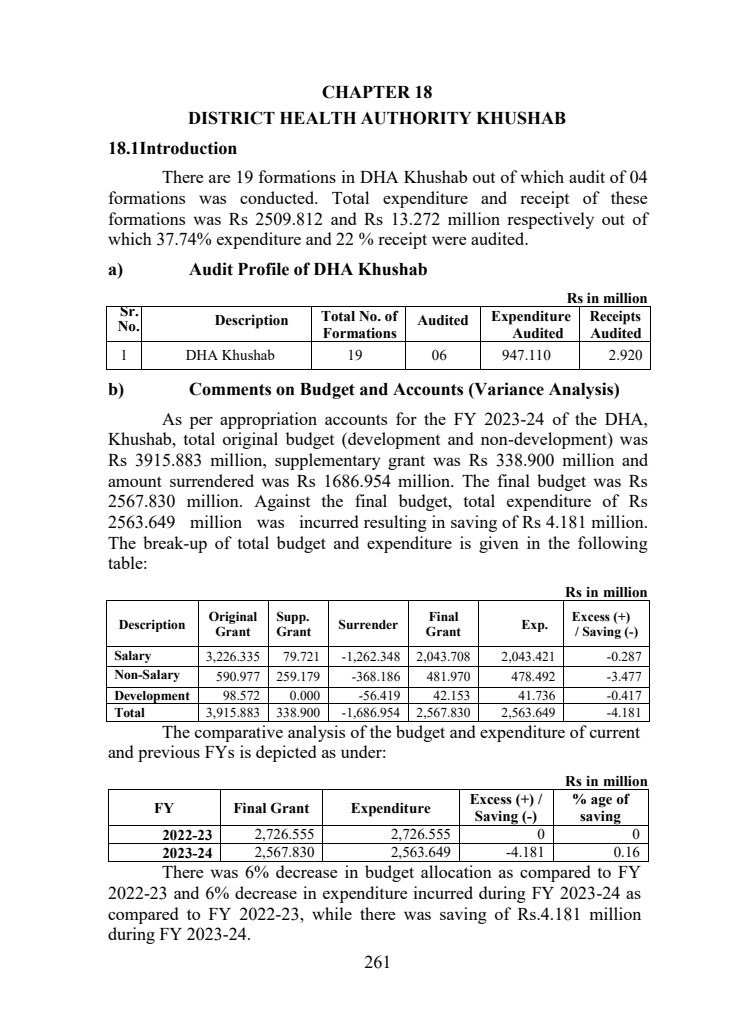 CHAPTER 18
DISTRICT HEALTH AUTHORITY KHUSHAB
18.1Introduction
There are 19 formations in DHA Khushab out of which audit of 04
formations was conducted. Total expenditure and receipt of these
formations was Rs 2509.812 and Rs 13.272 million respectively out of
which 37.74% expenditure and 22 % receipt were audited.
a) Audit Profile of DHA Khushab
Rs in million
Sr. No. Description Total No. of Formations Audited Expenditure Audited Receipts Audited
1 DHA Khushab 19 06 947.110 2.920
b) Comments on Budget and Accounts (Variance Analysis)
As per appropriation accounts for the FY 2023-24 of the DHA,
Khushab, total original budget (development and non-development) was
Rs 3915.883 million, supplementary grant was Rs 338.900 million and
amount surrendered was Rs 1686.954 million. The final budget was Rs
2567.830 million. Against the final budget, total expenditure of Rs
2563.649 million was incurred resulting in saving of Rs 4.181 million.
The break-up of total budget and expenditure is given in the following
table:
Rs in million
Description Original Grant Supp. Grant Surrender Final Grant Exp. Excess (+) / Saving (-)
Salary 3,226.335 79.721 -1,262.348 2,043.708 2,043.421 -0.287
Non-Salary 590.977 259.179 -368.186 481.970 478.492 -3.477
Development 98.572 0.000 -56.419 42.153 41.736 -0.417
Total 3,915.883 338.900 -1,686.954 2,567.830 2,563.649 -4.181
The comparative analysis of the budget and expenditure of current
and previous FYs is depicted as under:
Rs in million
FY Final Grant Expenditure Excess (+) / Saving (-) % age of saving
2022-23 2,726.555 2,726.555 0 0
2023-24 2,567.830 2,563.649 -4.181 0.16
There was 6% decrease in budget allocation as compared to FY
2022-23 and 6% decrease in expenditure incurred during FY 2023-24 as
compared to FY 2022-23, while there was saving of Rs.4.181 million
during FY 2023-24.
261